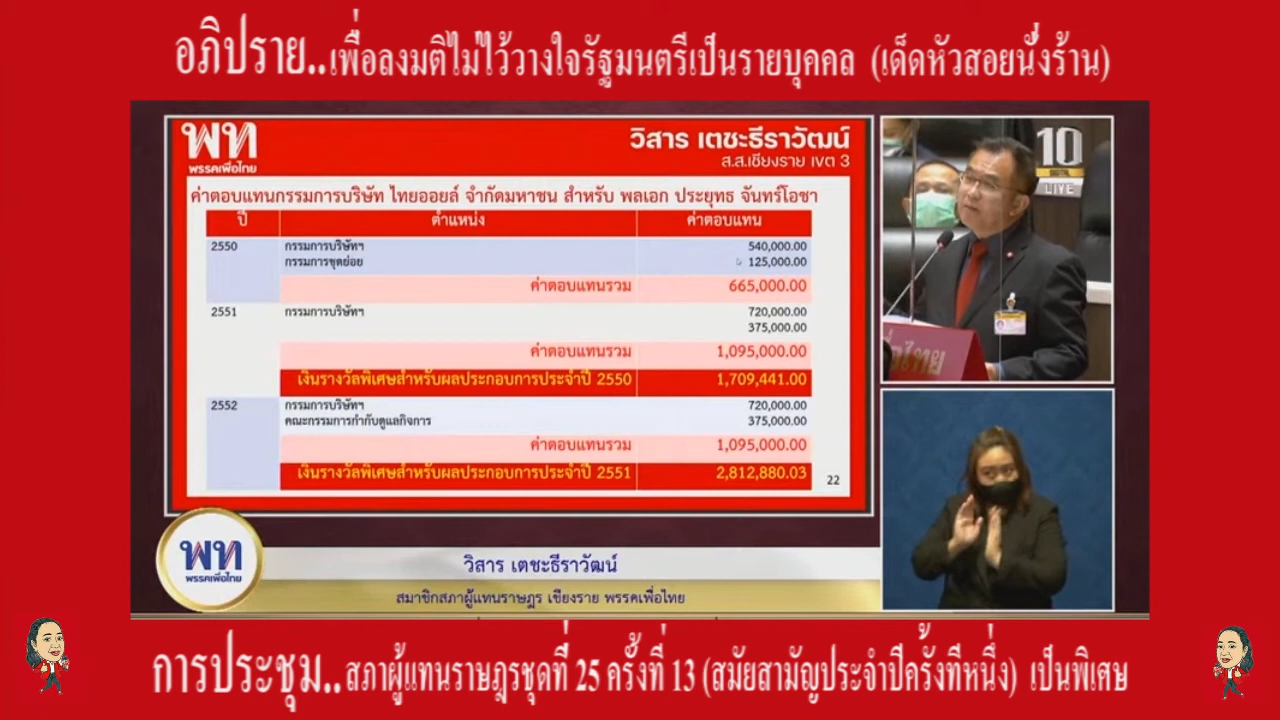 อภิปราย..เพื่อลงมติไม่ไว้วางใจรัฐมนตรีเป็นรายบุคคล (เด็ดหัวสอยนั่งร้าน)
พท
พรรคเพื่อไทย
วิสาร เตชะธีราวัฒน์
ส.ส.เชียงราย เขต 3
ค่าตอบแทนกรรมการบริษัท ไทยออยล์ จำกัดมหาชน สำหรับ พลเอก ประยุทธ จันทร์โอชา
ปี ตำแหน่ง ค่าตอบแทน
2550 กรรมการบริษัทฯ 540,000.00
กรรมการชุดย่อย 125,000.00
ค่าตอบแทนรวม 665,000.00
2551 กรรมการบริษัทฯ 720,000.00
375,000.00
ค่าตอบแทนรวม 1,095,000.00
เงินรางวัลพิเศษสำหรับผลประกอบการประจำปี 2550 1,709,441.00
2552 กรรมการบริษัทฯ 720,000.00
คณะกรรมการกำกับดูแลกิจการ 375,000.00
ค่าตอบแทนรวม 1,095,000.00
เงินรางวัลพิเศษสำหรับผลประกอบการประจำปี 2551 2,812,880.03
22
10
DIGITAL
LIVE
พท
พรรคเพื่อไทย
วิสาร เตชะธีราวัฒน์
สมาชิกสภาผู้แทนราษฎร เชียงราย พรรคเพื่อไทย
การประชุม.. สภาผู้แทนราษฎรชุดที่ 25 ครั้งที่ 13 (สมัยสามัญประจำปีครั้งทีหนึ่ง) เป็นพิเศษ